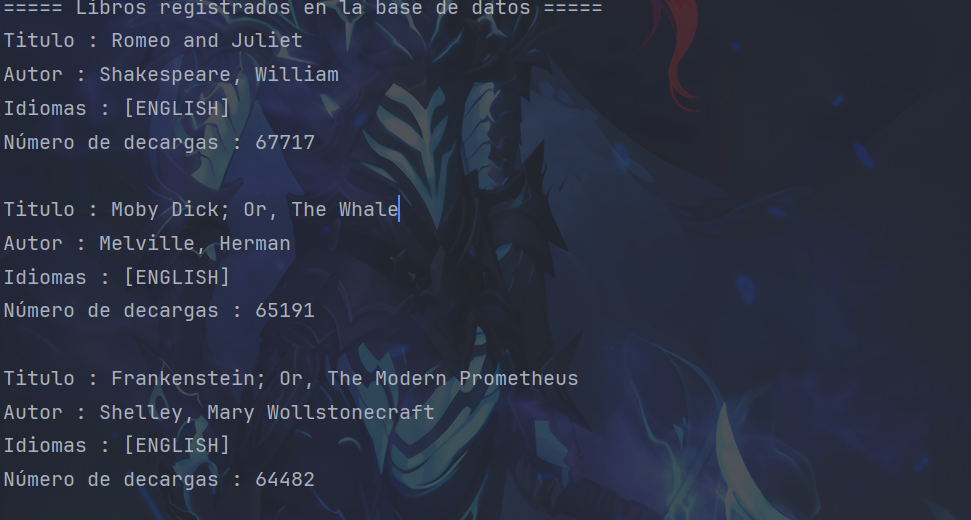 ===== Libros registrados en la base de datos =====
Titulo : Romeo and Juliet
Autor : Shakespeare, William
Idiomas : [ENGLISH]
Número de decargas : 67717
Titulo : Moby Dick; Or, The Whale
Autor : Melville, Herman
Idiomas : [ENGLISH]
Número de decargas : 65191
Titulo : Frankenstein; Or, The Modern Prometheus
Autor : Shelley, Mary Wollstonecraft
Idiomas : [ENGLISH]
Número de decargas : 64482